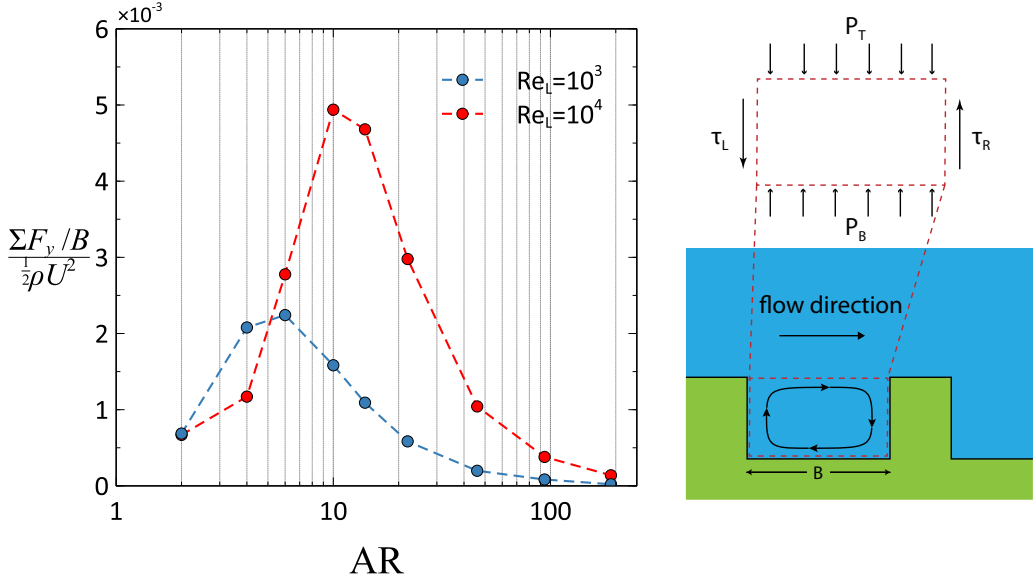 ×10⁻³
6
5
4
3
2
1
0
1
10
100
ΣF_y /B
½ρU²
AR
Re_L=10³
Re_L=10⁴
P_T
τ_L
τ_R
P_B
flow direction
B